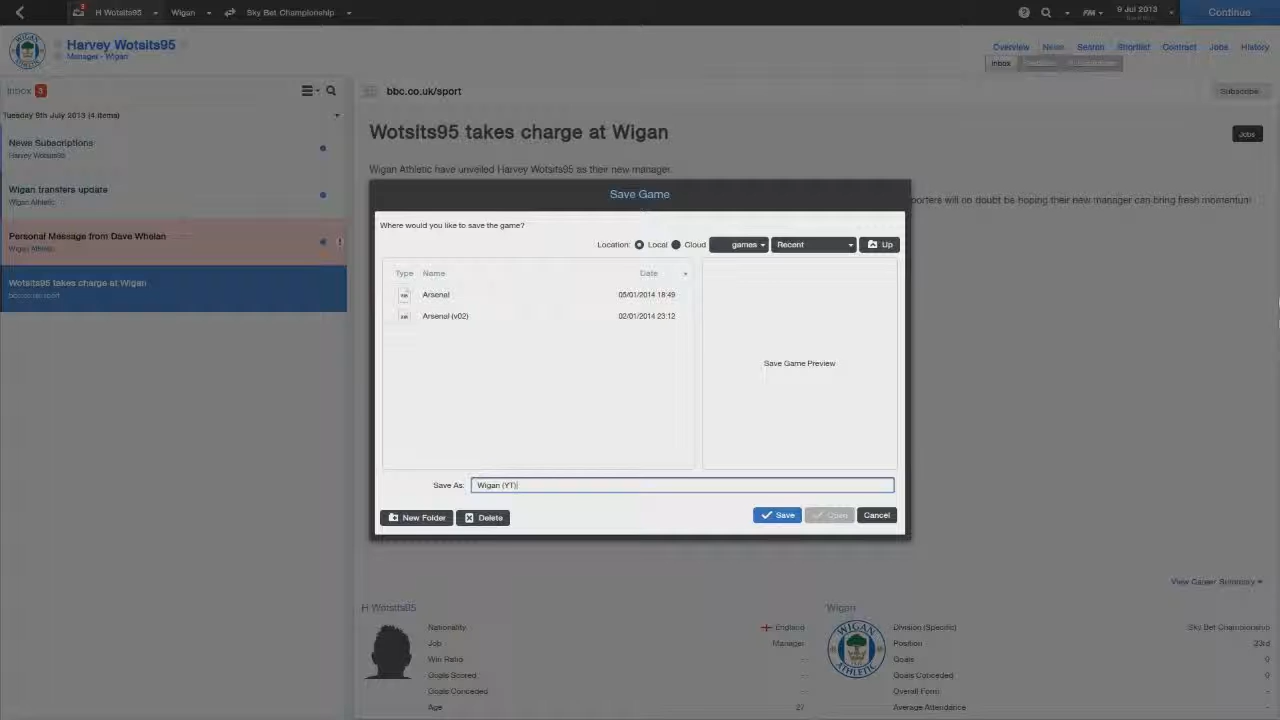 3
H Wotsits95
Wigan
Sky Bet Championship
FM
9 Jul 2013
Continue
Harvey Wotsits95
Manager - Wigan
Overview
News
Search
Shortlist
Contract
Jobs
History
Inbox
Inbox 3
bbc.co.uk/sport
Subscribe
Tuesday 9th July 2013 (4 items)
Wotsits95 takes charge at Wigan
Jobs
News Subscriptions
Harvey Wotsits95
Wigan Athletic have unveiled Harvey Wotsits95 as their new manager.
Wigan transfers update
Wigan Athletic
porters will no doubt be hoping their new manager can bring fresh momentum
Personal Message from Dave Whelan
Wigan Athletic
!
Wotsits95 takes charge at Wigan
bbc.co.uk/sport
Save Game
Where would you like to save the game?
Location: Local Cloud games Recent Up
Type Name Date
Arsenal 05/01/2014 18:49
Arsenal (v02) 02/01/2014 23:12
Save Game Preview
Save As: Wigan (YT)
New Folder Delete Save Open Cancel
View Career Summary
H Wotsits95
Nationality England
Job Manager
Win Ratio --
Goals Scored --
Goals Conceded --
Age 27
Wigan
WIGAN ATHLETIC
Division (Specific) Sky Bet Championship
Position 23rd
Goals 0
Goals Conceded 0
Overall Form -
Average Attendance -